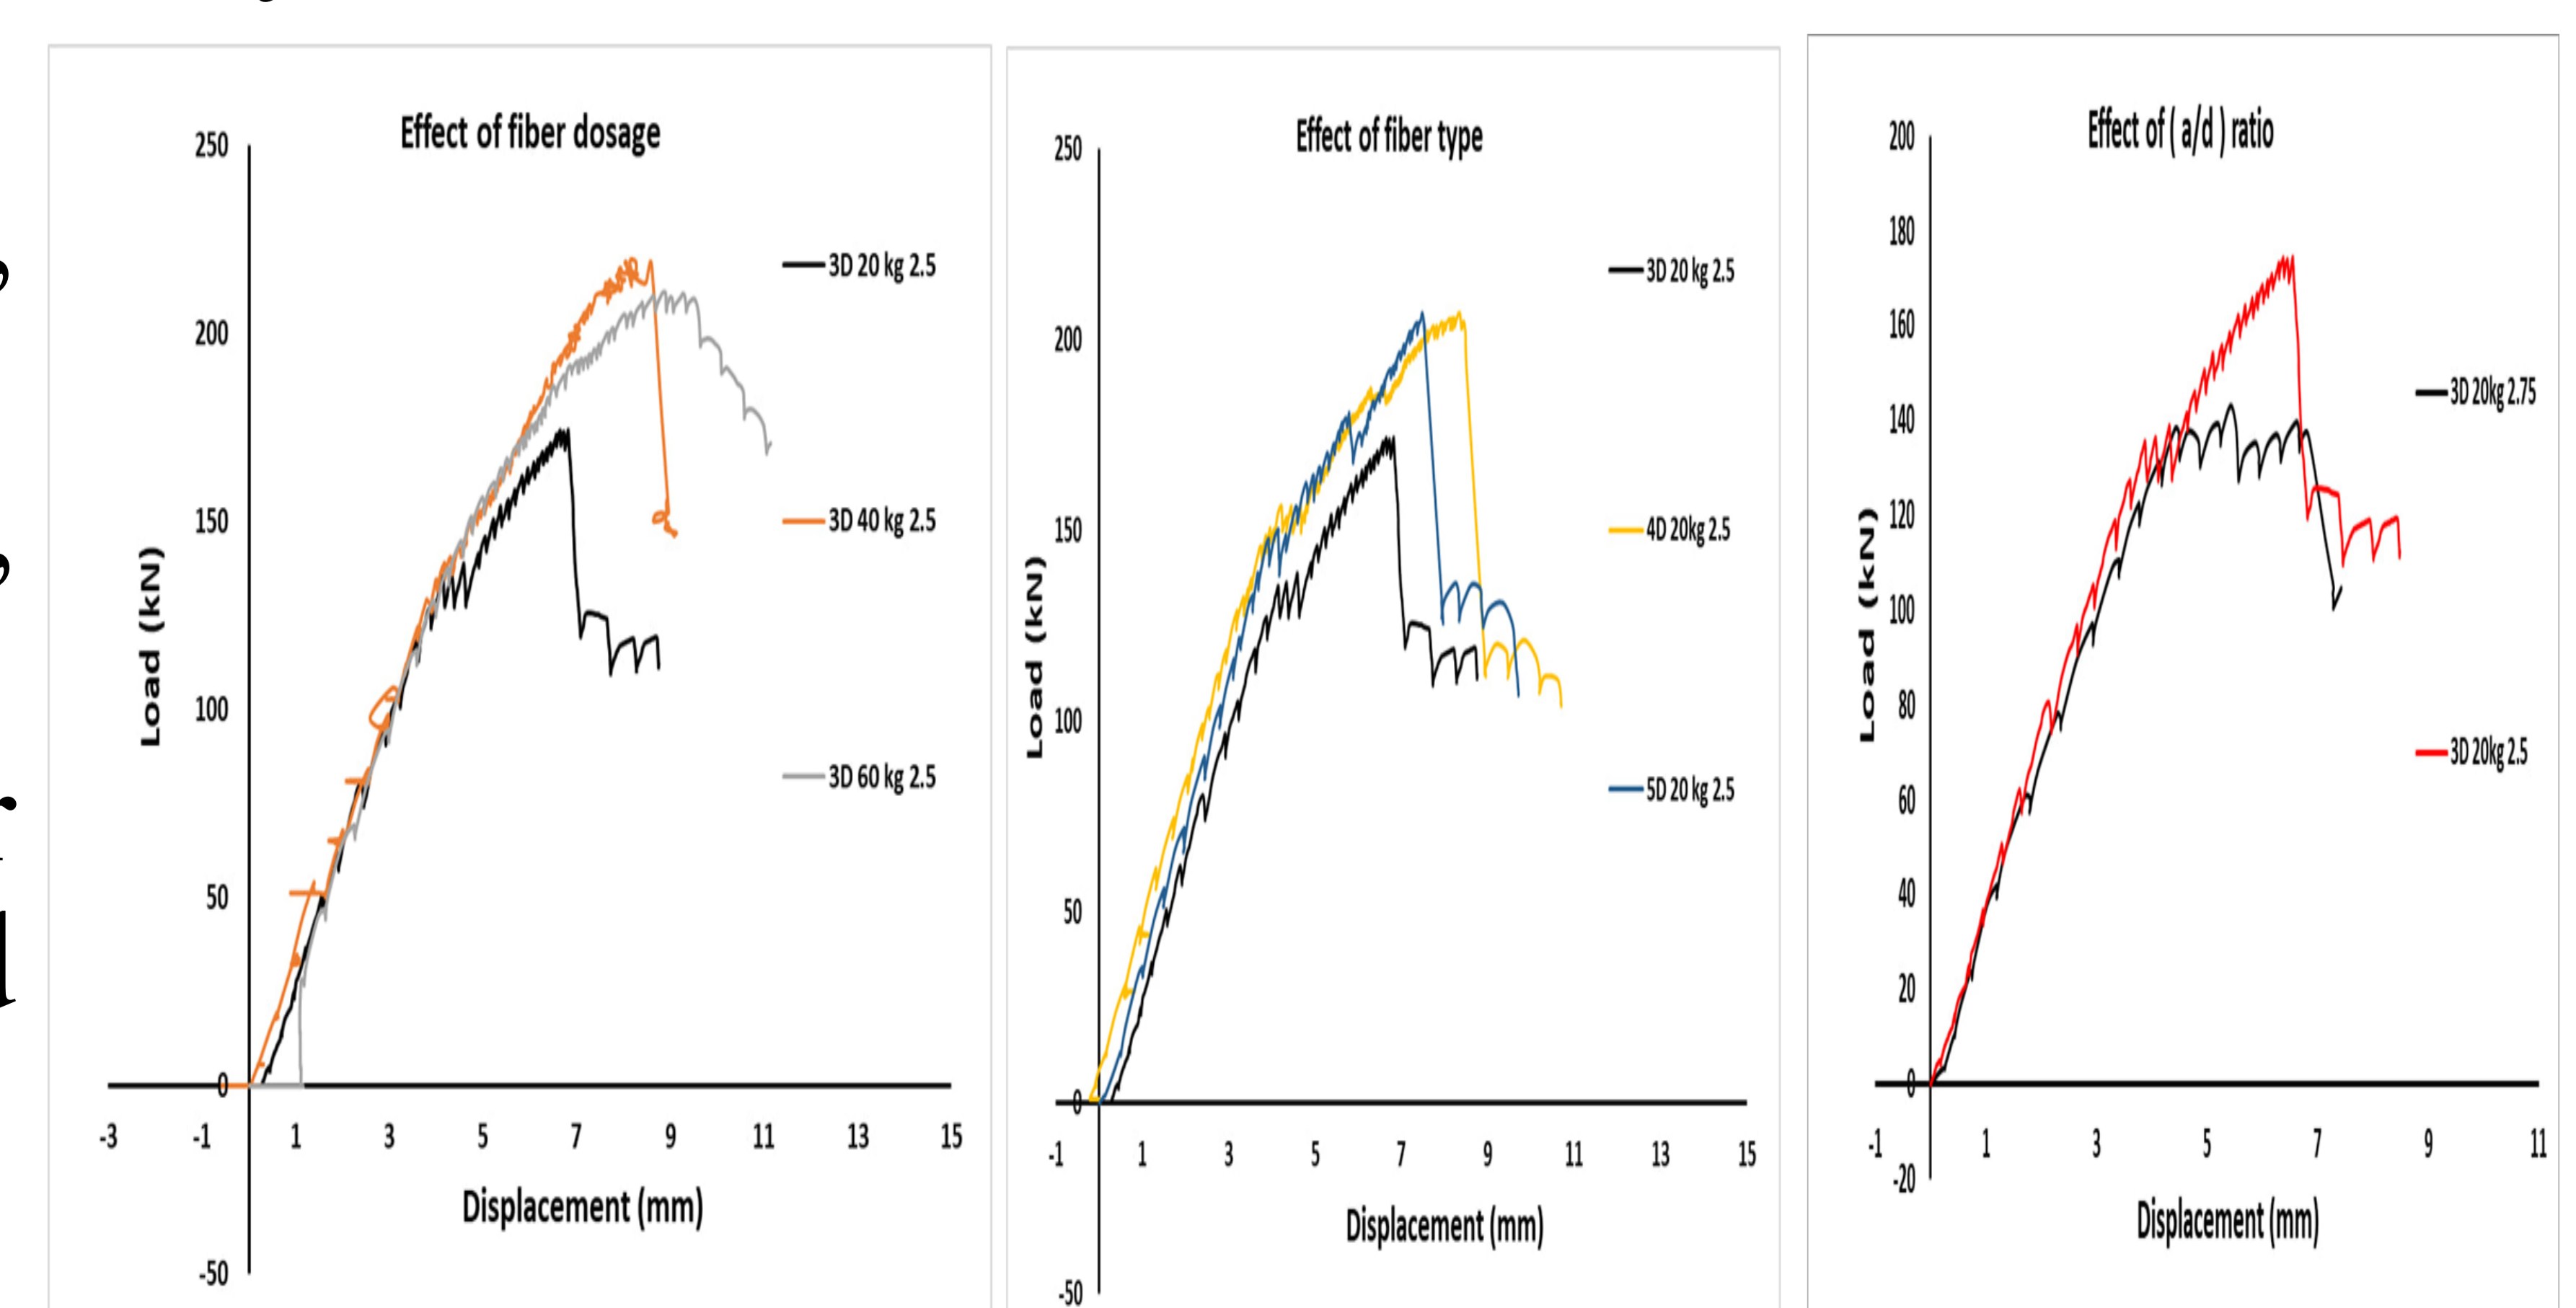 Effect of fiber dosage
250
200
150
100
50
0
-50
Load (kN)
-3 -1 1 3 5 7 9 11 13 15
Displacement (mm)
3D 20 kg 2.5
3D 40 kg 2.5
3D 60 kg 2.5
Effect of fiber type
250
200
150
100
50
0
-50
Load (kN)
-1 1 3 5 7 9 11 13 15
Displacement (mm)
3D 20 kg 2.5
4D 20kg 2.5
5D 20 kg 2.5
Effect of ( a/d ) ratio
200
180
160
140
120
100
80
60
40
20
0
-20
Load (kN)
-1 1 3 5 7 9 11
Displacement (mm)
3D 20kg 2.75
3D 20kg 2.5